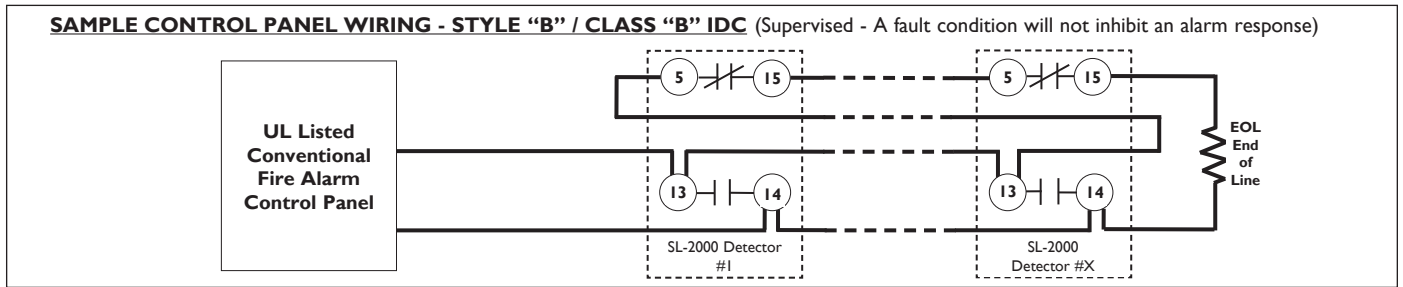 SAMPLE CONTROL PANEL WIRING - STYLE “B” / CLASS “B” IDC (Supervised - A fault condition will not inhibit an alarm response)
UL Listed
Conventional
Fire Alarm
Control Panel
5 15
13 14
SL-2000 Detector
#1
5 15
13 14
SL-2000
Detector #X
EOL
End
of
Line